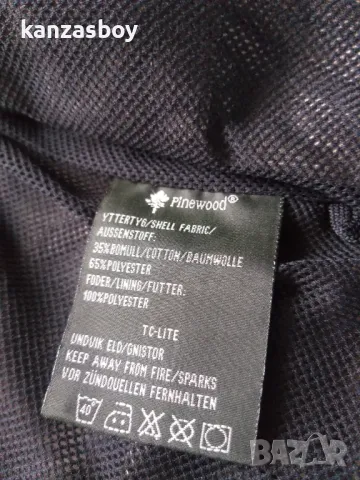 kanzasboy
Pinewood®
YTTERTYG/SHELL FABRIC/
AUSSENSTOFF:
35%BOMULL/COTTON/BAUMWOLLE
65%POLYESTER
FODER/LINING/FUTTER:
100%POLYESTER
TC-LITE
UNDVIK ELD/GNISTOR
KEEP AWAY FROM FIRE/SPARKS
VOR ZÜNDQUELLEN FERNHALTEN
40
BAZAR